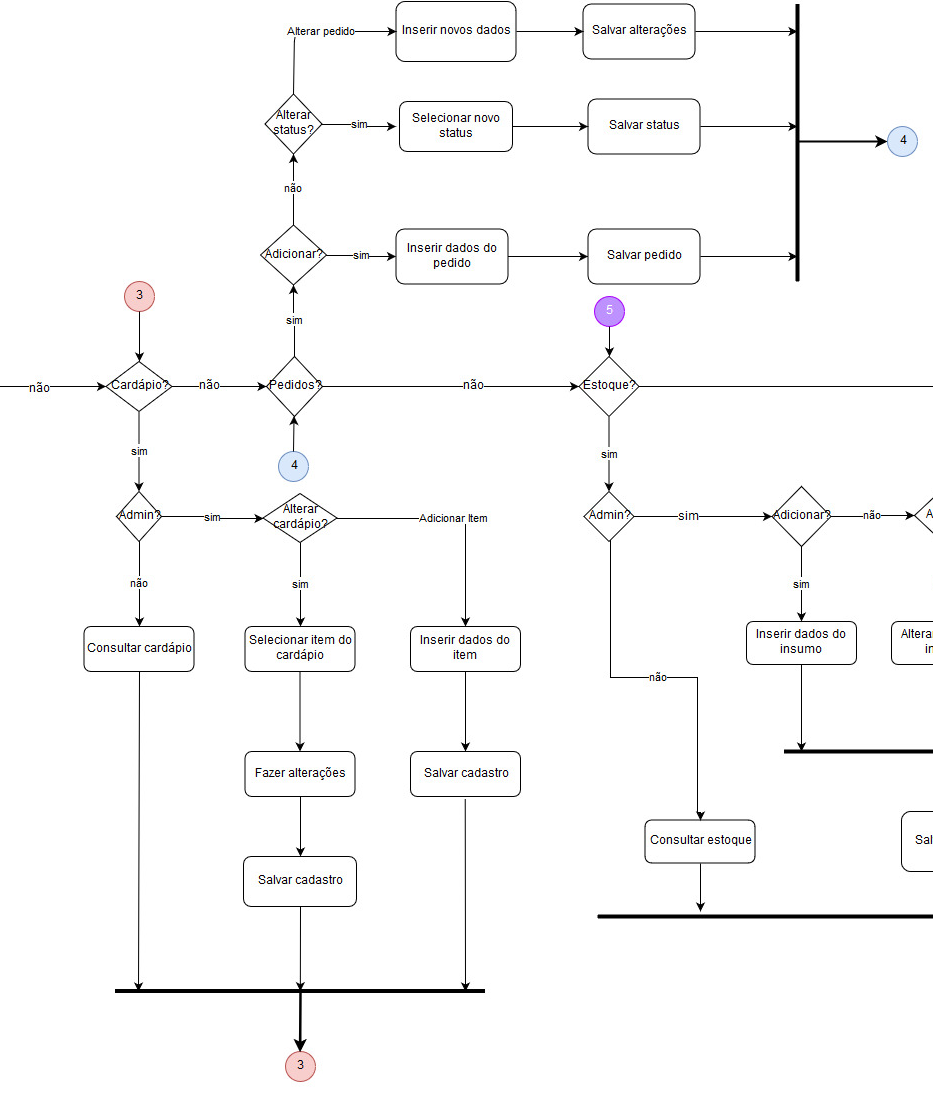 Alterar pedido
Inserir novos dados
Salvar alterações
Alterar
status?
sim
Selecionar novo
status
Salvar status
4
não
Adicionar?
sim
Inserir dados do
pedido
Salvar pedido
3
sim
5
não
Cardápio?
não
Pedidos?
não
Estoque?
sim
4
sim
Admin?
sim
Alterar
cardápio?
Adicionar Item
Admin?
sim
Adicionar?
não
A
não
sim
sim
Consultar cardápio
Selecionar item do
cardápio
Inserir dados do
item
Inserir dados do
insumo
Altera
in
não
Fazer alterações
Salvar cadastro
Consultar estoque
Sal
Salvar cadastro
3